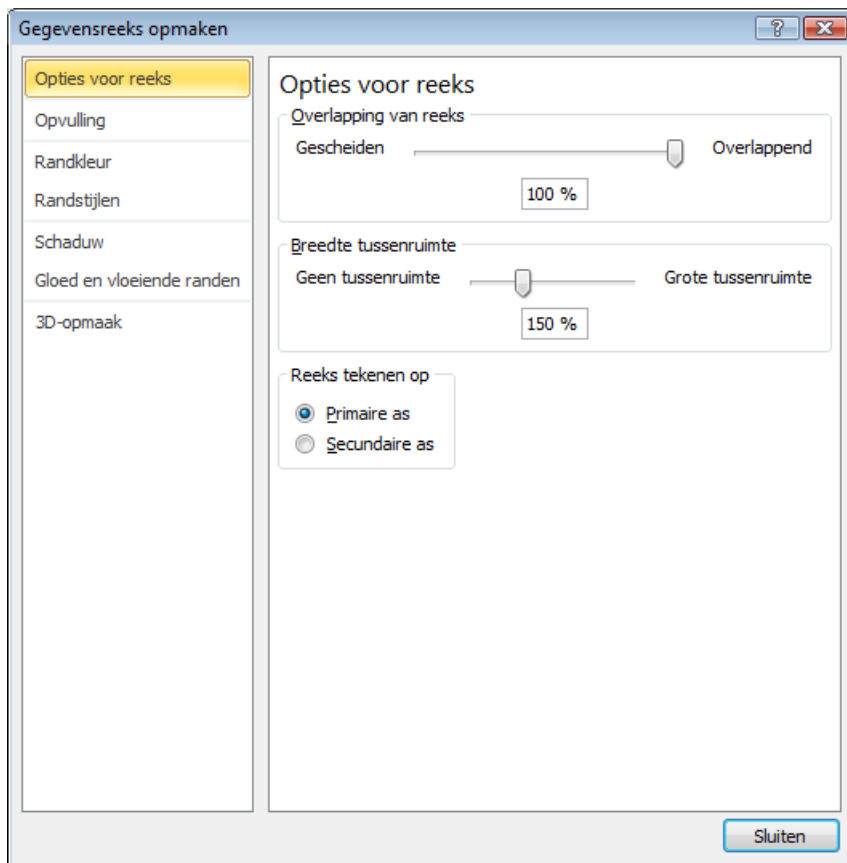 Gegevensreeks opmaken
Opties voor reeks
Opvulling
Randkleur
Randstijlen
Schaduw
Gloed en vloeiende randen
3D-opmaak
Opties voor reeks
Overlapping van reeks
Gescheiden Overlappend
100 %
Breedte tussenruimte
Geen tussenruimte Grote tussenruimte
150 %
Reeks tekenen op
Primaire as
Secundaire as
Sluiten